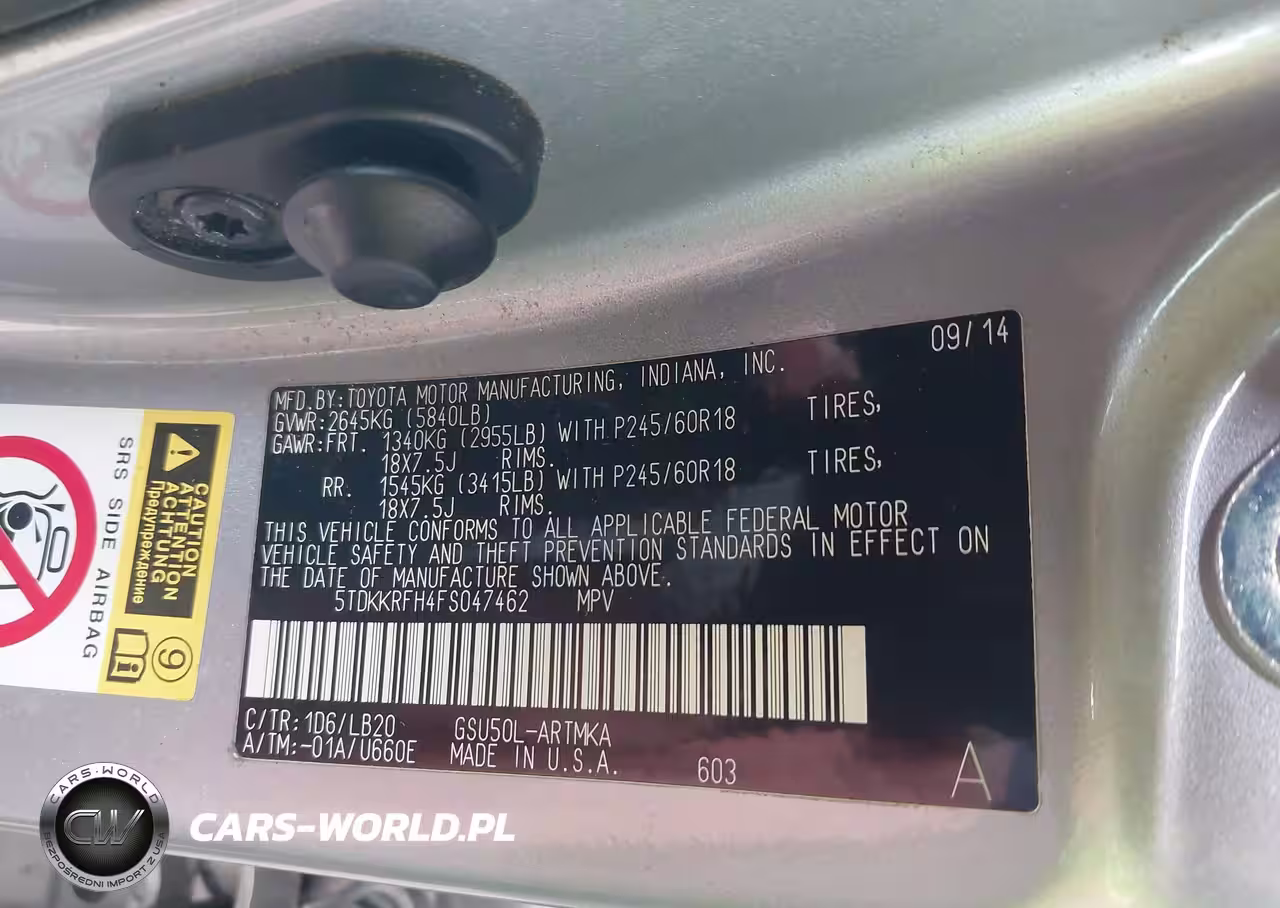 09/14
MFD.BY:TOYOTA MOTOR MANUFACTURING, INDIANA, INC.
GVWR:2645KG (5840LB)
GAWR:FRT. 1340KG (2955LB) WITH P245/60R18 TIRES,
18X7.5J RIMS.
RR. 1545KG (3415LB) WITH P245/60R18 TIRES,
18X7.5J RIMS.
THIS VEHICLE CONFORMS TO ALL APPLICABLE FEDERAL MOTOR
VEHICLE SAFETY AND THEFT PREVENTION STANDARDS IN EFFECT ON
THE DATE OF MANUFACTURE SHOWN ABOVE.
5TDKKRFH4FS047462 MPV
C/TR:1D6/LB20 GSU50L-ARTMKA
A/TM:-01A/U660E MADE IN U.S.A.
603
A
SRS SIDE AIRBAG
CAUTION
ATTENTION
ACHTUNG
Предупреждение
i
9
CARS-WORLD
CW
BEZPOŚREDNI IMPORT Z USA
CARS-WORLD.PL